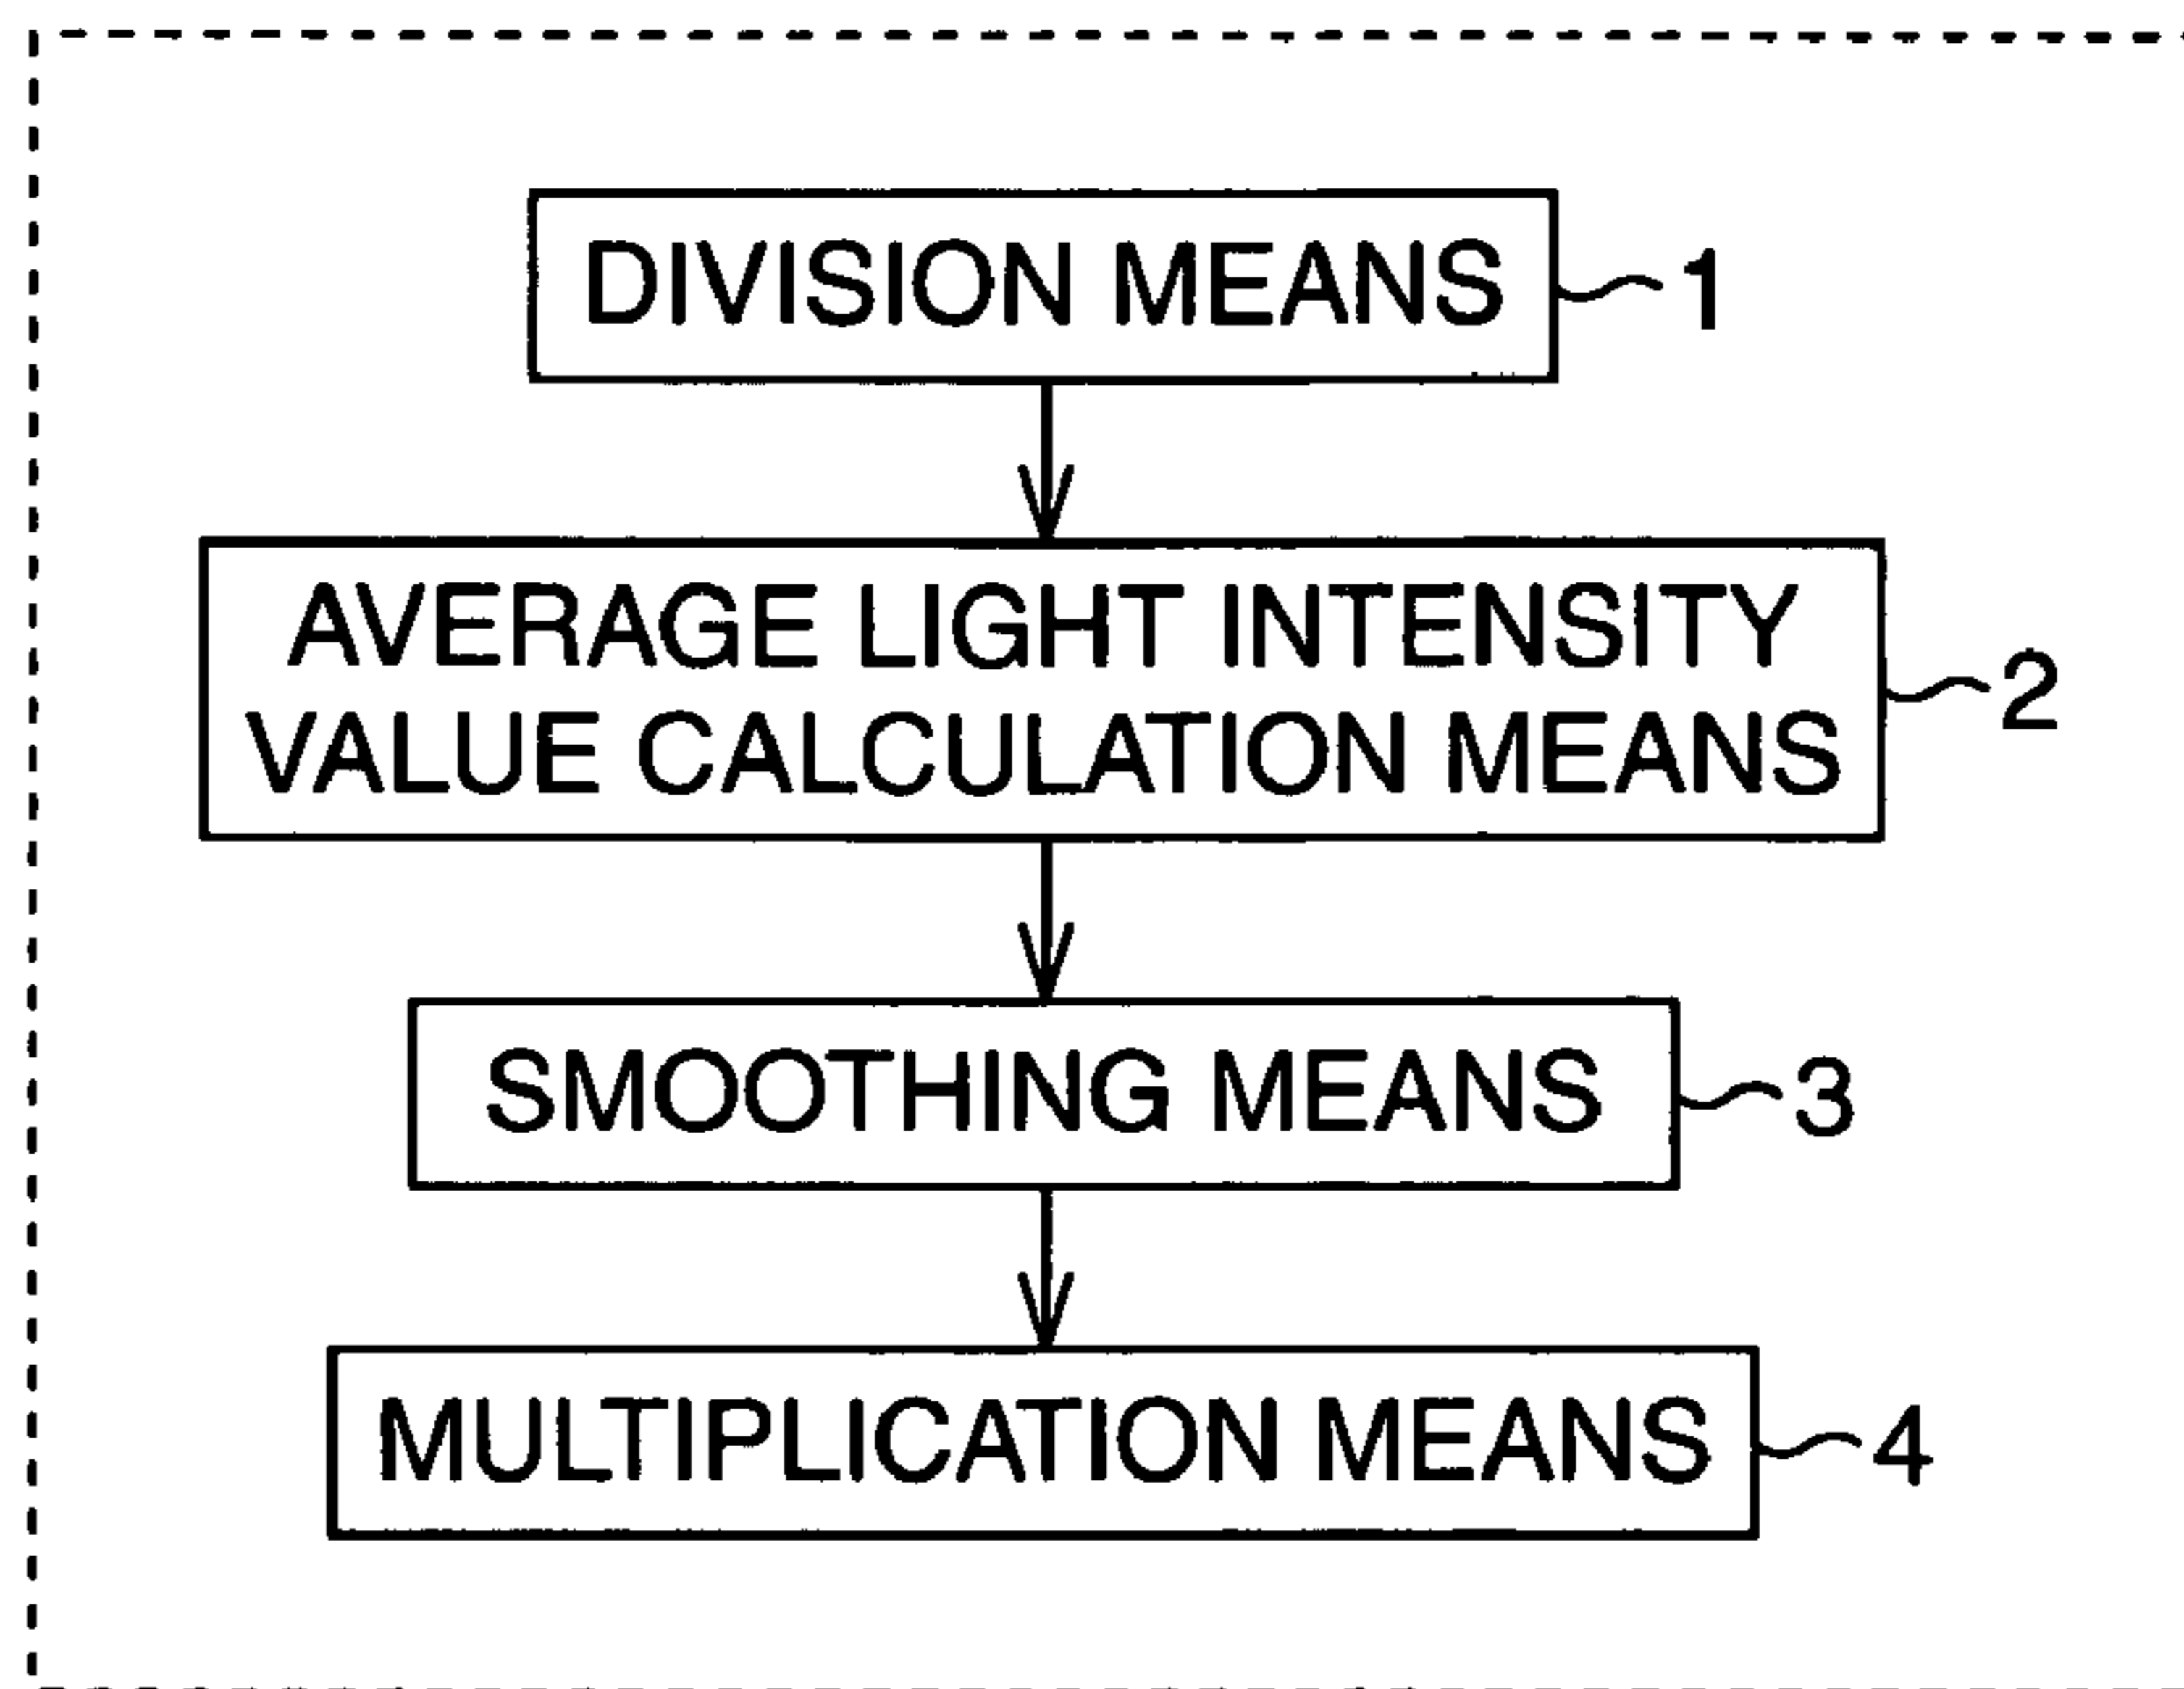 DIVISION MEANS
1
AVERAGE LIGHT INTENSITY
VALUE CALCULATION MEANS
2
SMOOTHING MEANS
3
MULTIPLICATION MEANS
4